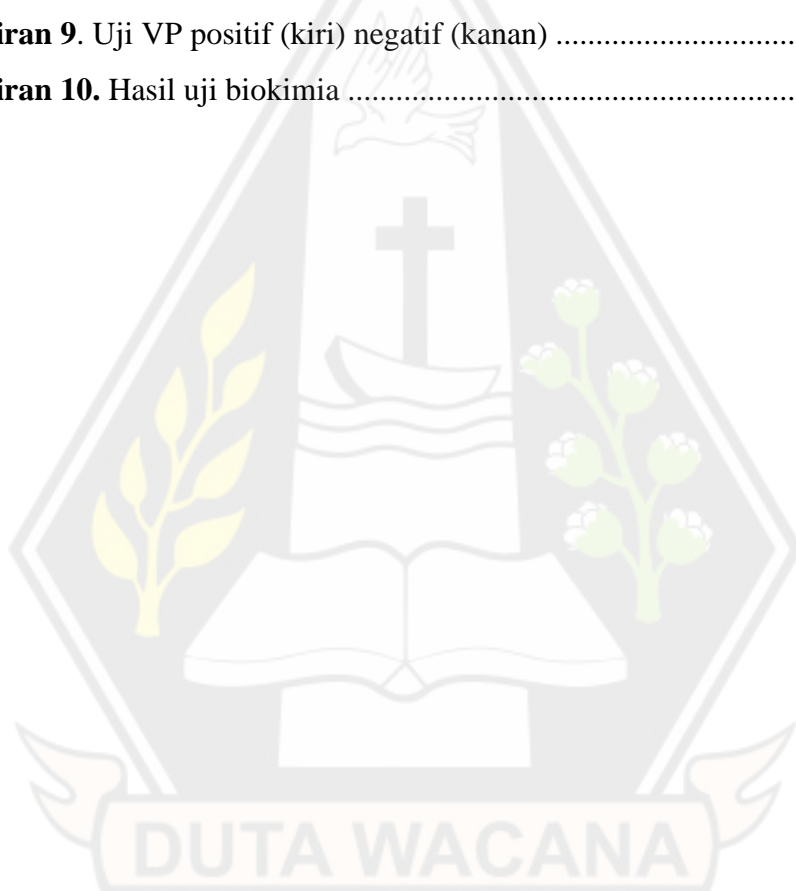 iran 9. Uji VP positif (kiri) negatif (kanan) ..............................
iran 10. Hasil uji biokimia .........................................................
DUTA WACANA